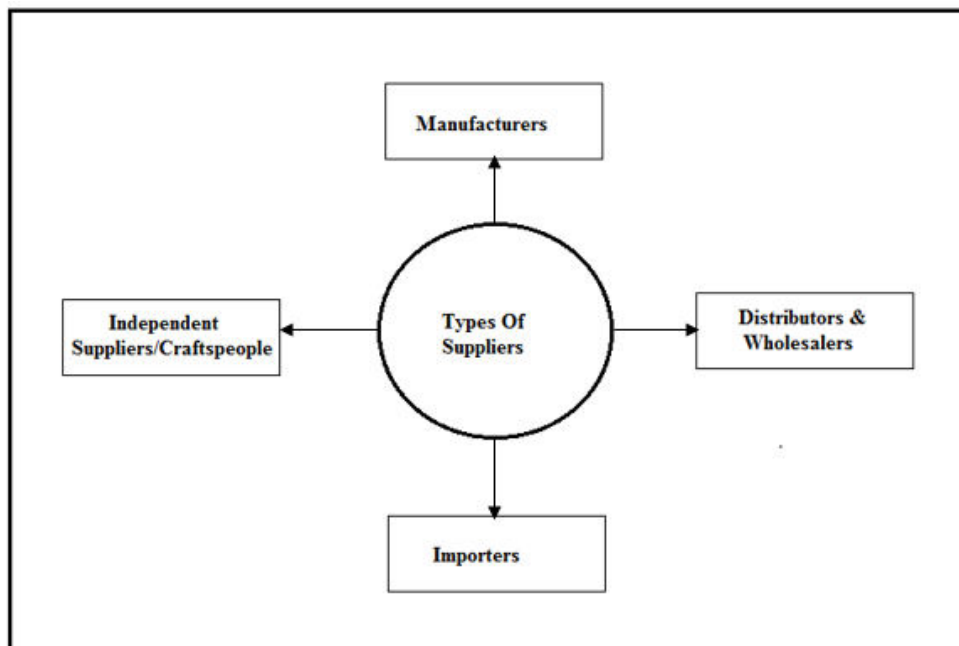 Manufacturers
Independent
Suppliers/Craftspeople
Types Of
Suppliers
Distributors &
Wholesalers
Importers